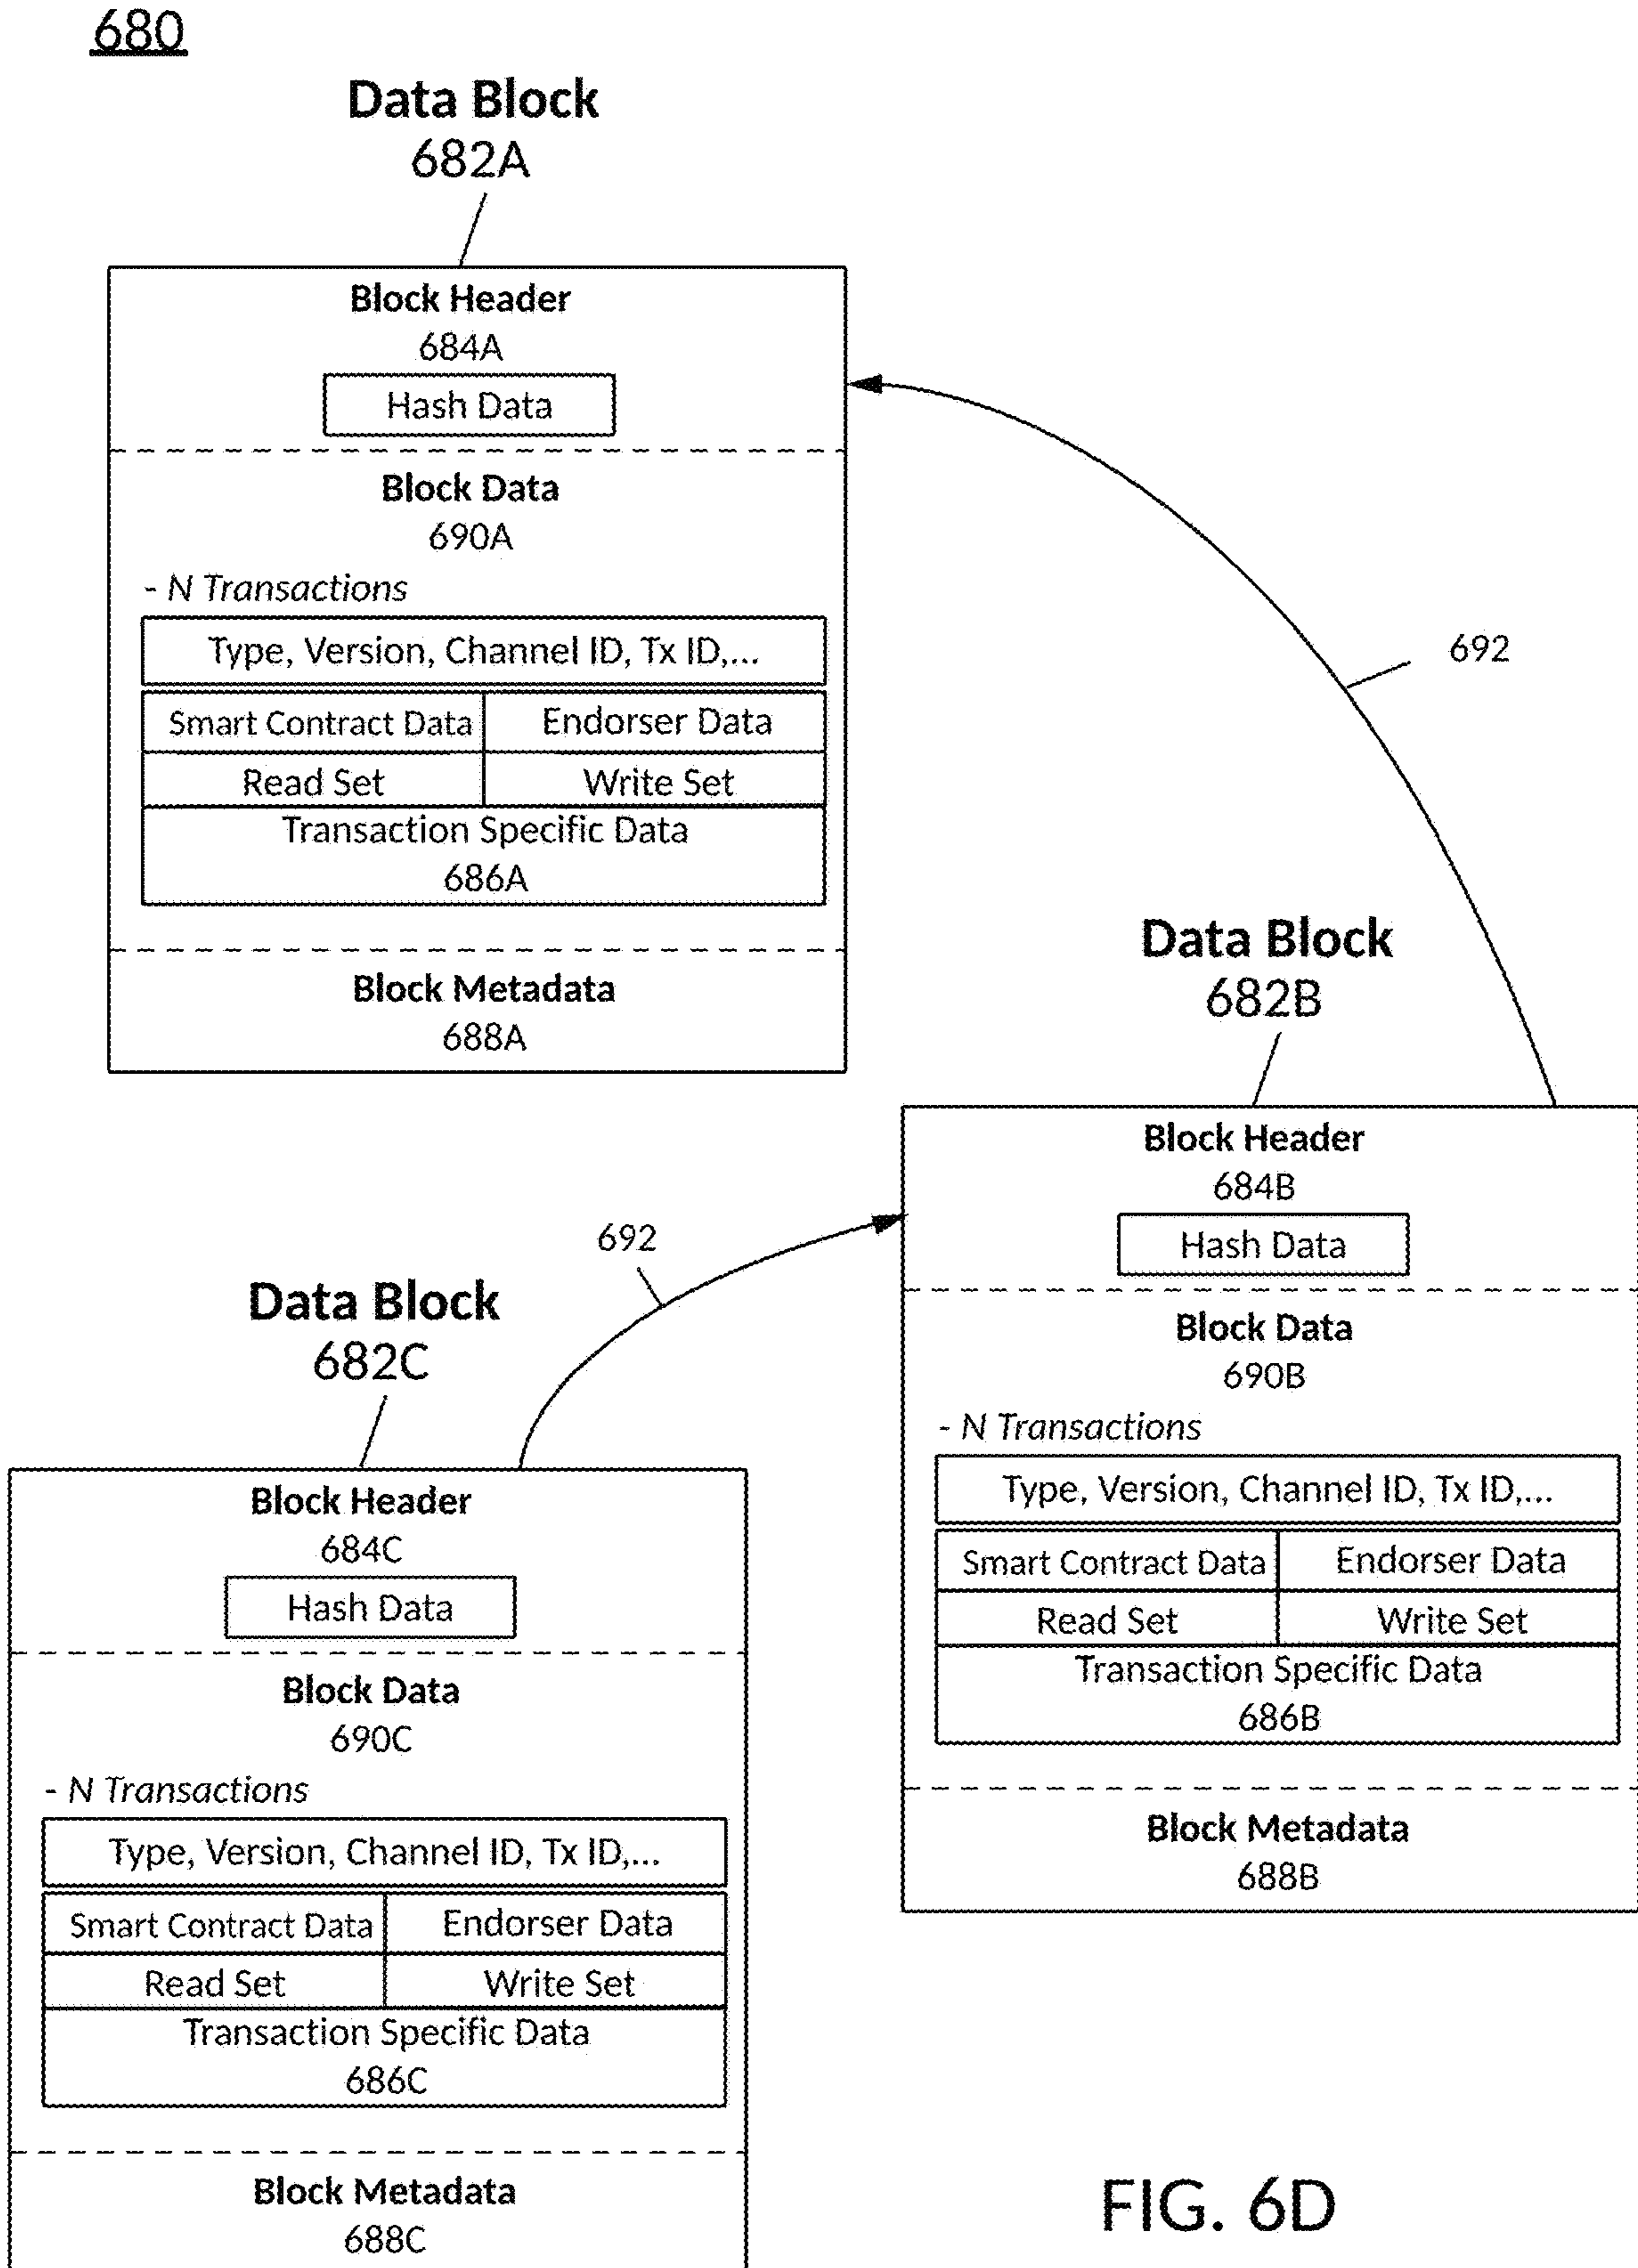 680
Data Block
682A
Block Header
684A
Hash Data
Block Data
690A
- N Transactions
Type, Version, Channel ID, Tx ID,...
Smart Contract Data Endorser Data
Read Set Write Set
Transaction Specific Data
686A
Block Metadata
688A
692
Data Block
682B
Block Header
684B
Hash Data
Block Data
690B
- N Transactions
Type, Version, Channel ID, Tx ID,...
Smart Contract Data Endorser Data
Read Set Write Set
Transaction Specific Data
686B
Block Metadata
688B
692
Data Block
682C
Block Header
684C
Hash Data
Block Data
690C
- N Transactions
Type, Version, Channel ID, Tx ID,...
Smart Contract Data Endorser Data
Read Set Write Set
Transaction Specific Data
686C
Block Metadata
688C
FIG. 6D